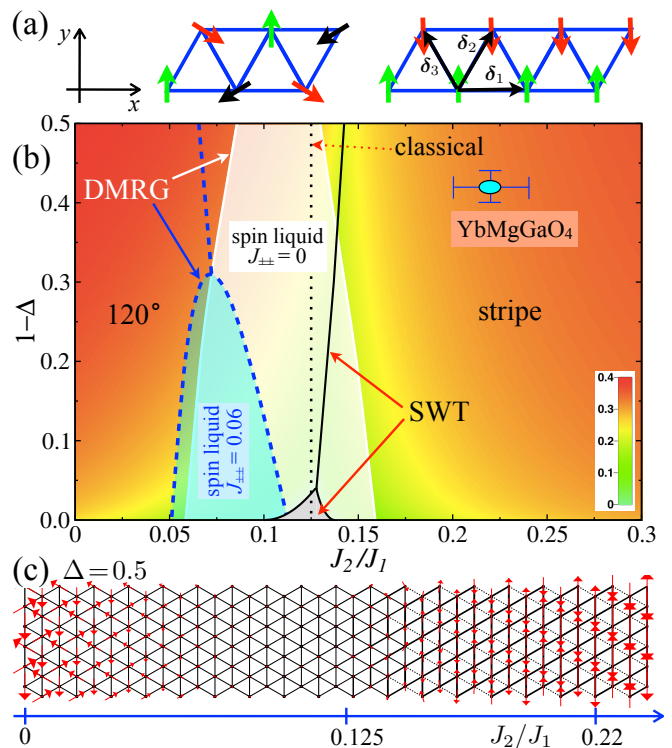 (a)
y
x
δ₃
δ₂
δ₁
(b)
0.5
0.4
0.3
0.2
0.1
0.0
1−Δ
DMRG
classical
spin liquid
J±±=0
YbMgGaO₄
120°
stripe
SWT
spin liquid
J±±=0.06
0.4
0.3
0.2
0.1
0
0
0.05
0.1
0.15
0.2
0.25
0.3
J₂/J₁
(c)
Δ=0.5
0
0.125
0.22
J₂/J₁